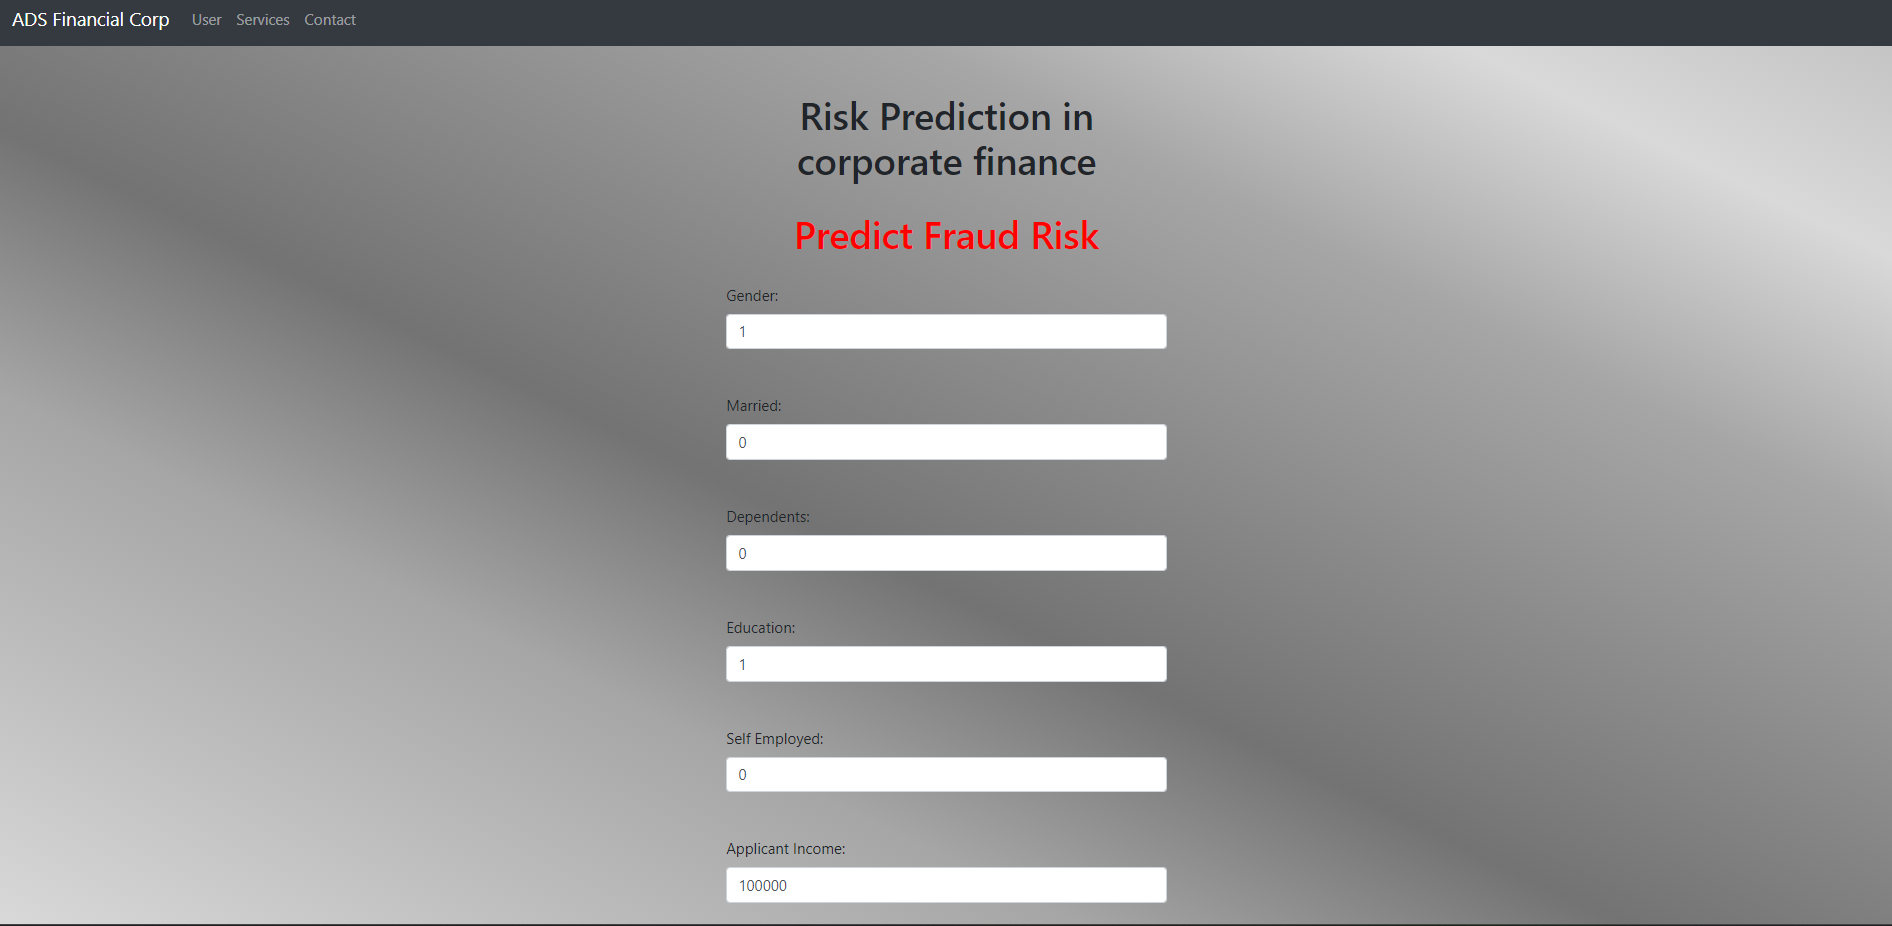 ADS Financial Corp User Services Contact
Risk Prediction in
corporate finance
Predict Fraud Risk
Gender:
1
Married:
0
Dependents:
0
Education:
1
Self Employed:
0
Applicant Income:
100000